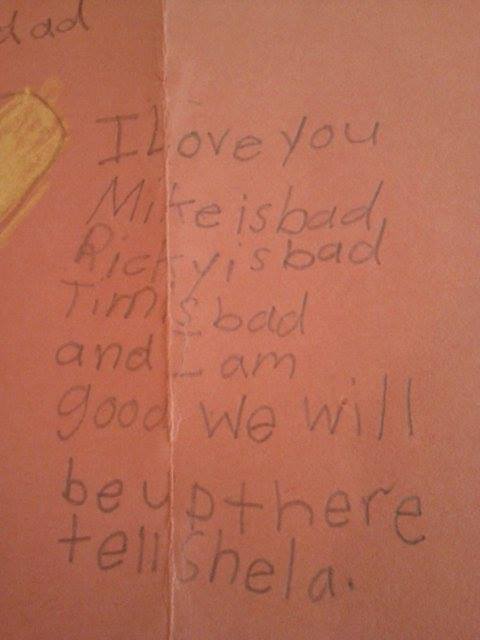 dad
I Love you
Mike is bad,
Ricky is bad
Tim is bad
and I am
good We will
be up there
tell Shela.